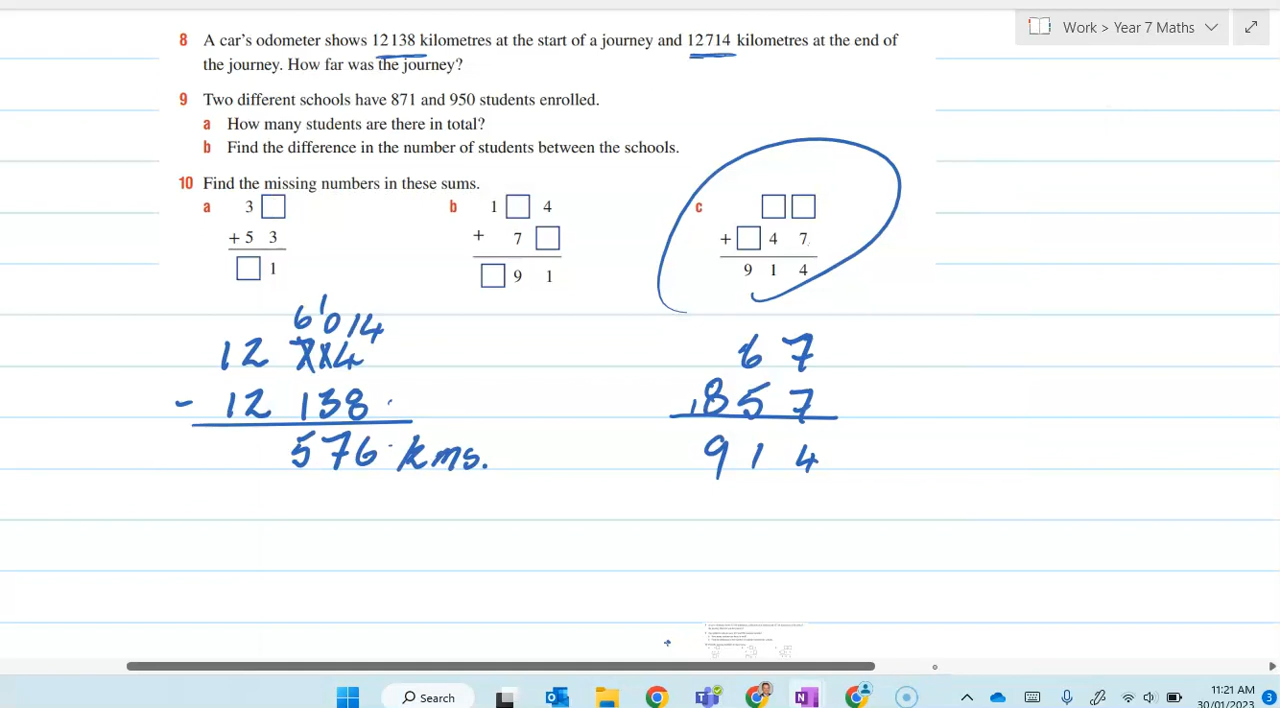 Work > Year 7 Maths
8 A car's odometer shows 12138 kilometres at the start of a journey and 12714 kilometres at the end of
the journey. How far was the journey?
9 Two different schools have 871 and 950 students enrolled.
a How many students are there in total?
b Find the difference in the number of students between the schools.
10 Find the missing numbers in these sums.
a 3 □
+ 5 3
□ 1
b 1 □ 4
+ 7 □
□ 9 1
c □ □
+ □ 4 7
9 1 4
6 1 0 14
12 714
- 12 138
576 kms.
6 7
1 8 5 7
9 1 4
Search
11:21 AM
30/01/2023
3